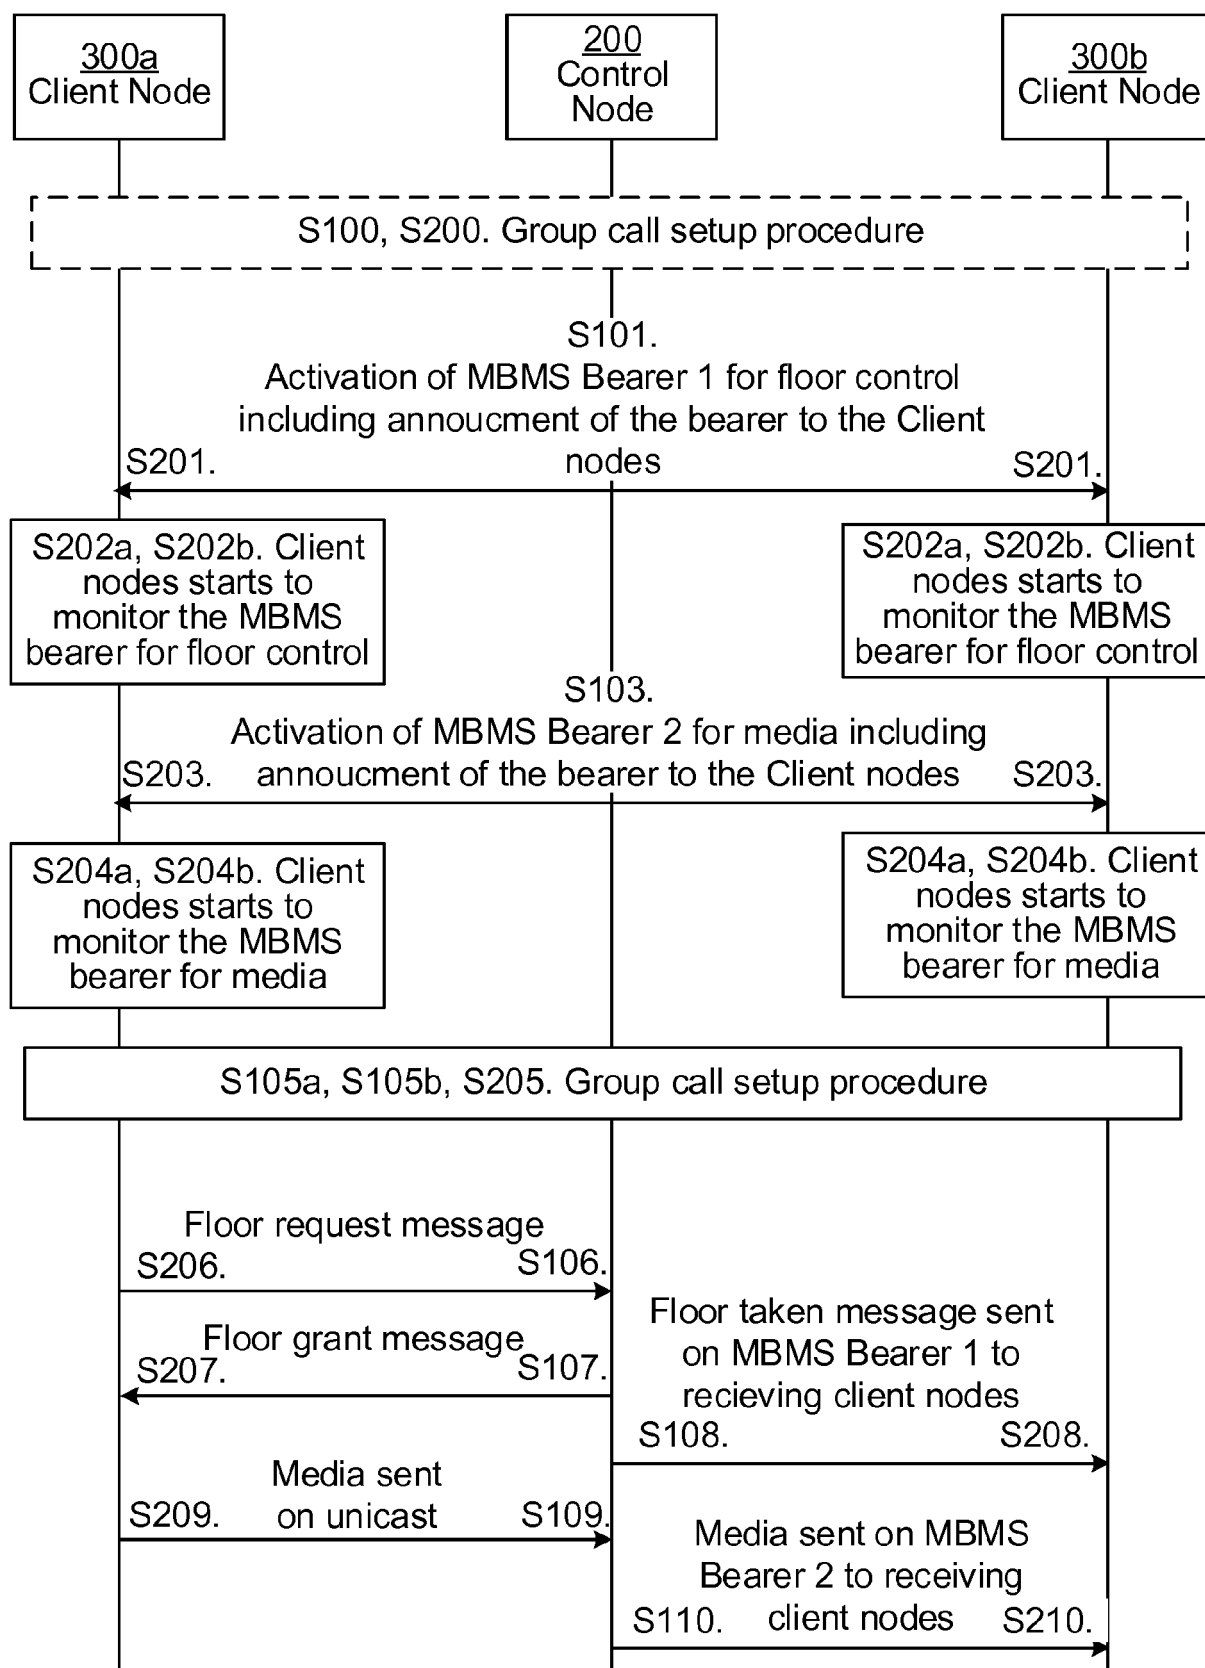 300a
Client Node
200
Control
Node
300b
Client Node
S100, S200. Group call setup procedure
S101.
Activation of MBMS Bearer 1 for floor control
including annoucment of the bearer to the Client
nodes
S201.
S201.
S202a, S202b. Client
nodes starts to
monitor the MBMS
bearer for floor control
S202a, S202b. Client
nodes starts to
monitor the MBMS
bearer for floor control
S103.
Activation of MBMS Bearer 2 for media including
annoucment of the bearer to the Client nodes
S203.
S203.
S204a, S204b. Client
nodes starts to
monitor the MBMS
bearer for media
S204a, S204b. Client
nodes starts to
monitor the MBMS
bearer for media
S105a, S105b, S205. Group call setup procedure
Floor request message
S206.
S106.
Floor grant message
S207.
S107.
Floor taken message sent
on MBMS Bearer 1 to
recieving client nodes
S108.
S208.
Media sent
on unicast
S209.
S109.
Media sent on MBMS
Bearer 2 to receiving
client nodes
S110.
S210.